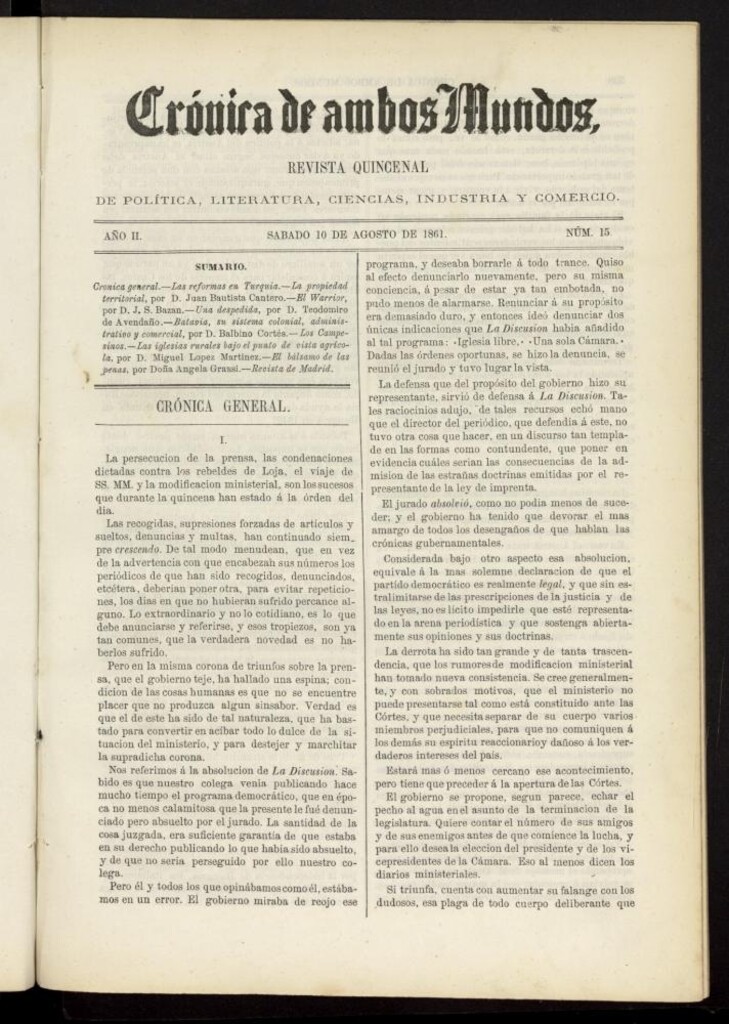 Crónica de ambos Mundos,
REVISTA QUINCENAL
DE POLÍTICA, LITERATURA, CIENCIAS, INDUSTRIA Y COMERCIO.
AÑO II. SABADO 10 DE AGOSTO DE 1861. NÚM. 15
SUMARIO.
Cronica general.—Las reformas en Turquia.—La propiedad
territorial, por D. Juan Bautista Cantero.—El Warrior,
por D. J. S. Bazan.—Una despedida, por D. Teodomiro
de Avendaño.—Batavia, su sistema colonial, adminis-
trativo y comercial, por D. Balbino Cortés.—Los Campe-
sinos.—Las iglesias rurales bajo el punto de vista agríco-
la, por D. Miguel Lopez Martinez.—El bálsamo de las
penas, por Doña Angela Grassi.—Revista de Madrid.
CRÓNICA GENERAL.
I.
La persecucion de la prensa, las condenaciones
dictadas contra los rebeldes de Loja, el viaje de
SS. MM. y la modificacion ministerial, son los sucesos
que durante la quincena han estado á la órden del
dia.
Las recogidas, supresiones forzadas de artículos y
sueltos, denuncias y multas, han continuado siem-
pre crescendo. De tal modo menudean, que en vez
de la advertencia con que encabezah sus números los
periódicos de que han sido recogidos, denunciados,
etcétera, deberian poner otra, para evitar repeticio-
nes, los dias en que no hubieran sufrido percance al-
guno. Lo extraordinario y no lo cotidiano, es lo que
debe anunciarse y referirse, y esos tropiezos, son ya
tan comunes, que la verdadera novedad es no ha-
berlos sufrido.
Pero en la misma corona de triunfos sobre la pren-
sa, que el gobierno teje, ha hallado una espina; con-
dicion de las cosas humanas es que no se encuentre
placer que no produzca algun sinsabor. Verdad es
que el de este ha sido de tal naturaleza, que ha bas-
tado para convertir en acíbar todo lo dulce de la si-
tuacion del ministerio, y para destejer y marchitar
la supradicha corona.
Nos referimos á la absolucion de La Discusion. Sa-
bido es que nuestro colega venia publicando hace
mucho tiempo el programa democrático, que en épo-
ca no menos calamitosa que la presente le fué denun-
ciado pero absuelto por el jurado. La santidad de la
cosa juzgada, era suficiente garantía de que estaba
en su derecho publicando lo que habia sido absuelto,
y de que no seria perseguido por ello nuestro co-
lega.
Pero él y todos los que opinábamos como él, estába-
mos en un error. El gobierno miraba de reojo ese
programa, y deseaba borrarle á todo trance. Quiso
al efecto denunciarlo nuevamente, pero su misma
conciencia, á pesar de estar ya tan embotada, no
pudo menos de alarmarse. Renunciar á su propósito
era demasiado duro, y entonces ideó denunciar dos
únicas indicaciones que La Discusion habia añadido
al tal programa: «Iglesia libre.» «Una sola Cámara.»
Dadas las órdenes oportunas, se hizo la denuncia, se
reunió el jurado y tuvo lugar la vista.
La defensa que del propósito del gobierno hizo su
representante, sirvió de defensa á La Discusion. Ta-
les raciocinios adujo, de tales recursos echó mano
que el director del periódico, que defendia á este, no
tuvo otra cosa que hacer, en un discurso tan templa-
de en las formas como contundente, que poner en
evidencia cuáles serian las consecuencias de la ad-
mision de las estrañas doctrinas emitidas por el re-
presentante de la ley de imprenta.
El jurado absolvió, como no podia menos de suce-
der; y el gobierno ha tenido que devorar el mas
amargo de todos los desengaños de que hablan las
crónicas gubernamentales.
Considerada bajo otro aspecto esa absolucion,
equivale á la mas solemne declaracion de que el
partido democrático es realmente legal, y que sin es-
tralimitarse de las prescripciones de la justicia y de
las leyes, no es lícito impedirle que esté representa-
do en la arena periodística y que sostenga abierta-
mente sus opiniones y sus doctrinas.
La derrota ha sido tan grande y de tanta trascen-
dencia, que los rumores de modificacion ministerial
han tomado nueva consistencia. Se cree generalmen-
te, y con sobrados motivos, que el ministerio no
puede presentarse tal como está constituido ante las
Córtes, y que necesita separar de su cuerpo varios
miembros perjudiciales, para que no comuniquen á
los demás su espíritu reaccionario y dañoso á los ver-
daderos intereses del pais.
Estará mas ó menos cercano ese acontecimiento,
pero tiene que preceder á la apertura de las Córtes.
El gobierno se propone, segun parece, echar el
pecho al agua en el asunto de la terminacion de la
legislatura. Quiere contar el número de sus amigos
y de sus enemigos antes de que comience la lucha, y
para ello desea la eleccion del presidente y de los vi-
cepresidentes de la Cámara. Eso al menos dicen los
diarios ministeriales.
Si triunfa, cuenta con aumentar su falange con los
dudosos, esa plaga de todo cuerpo deliberante que